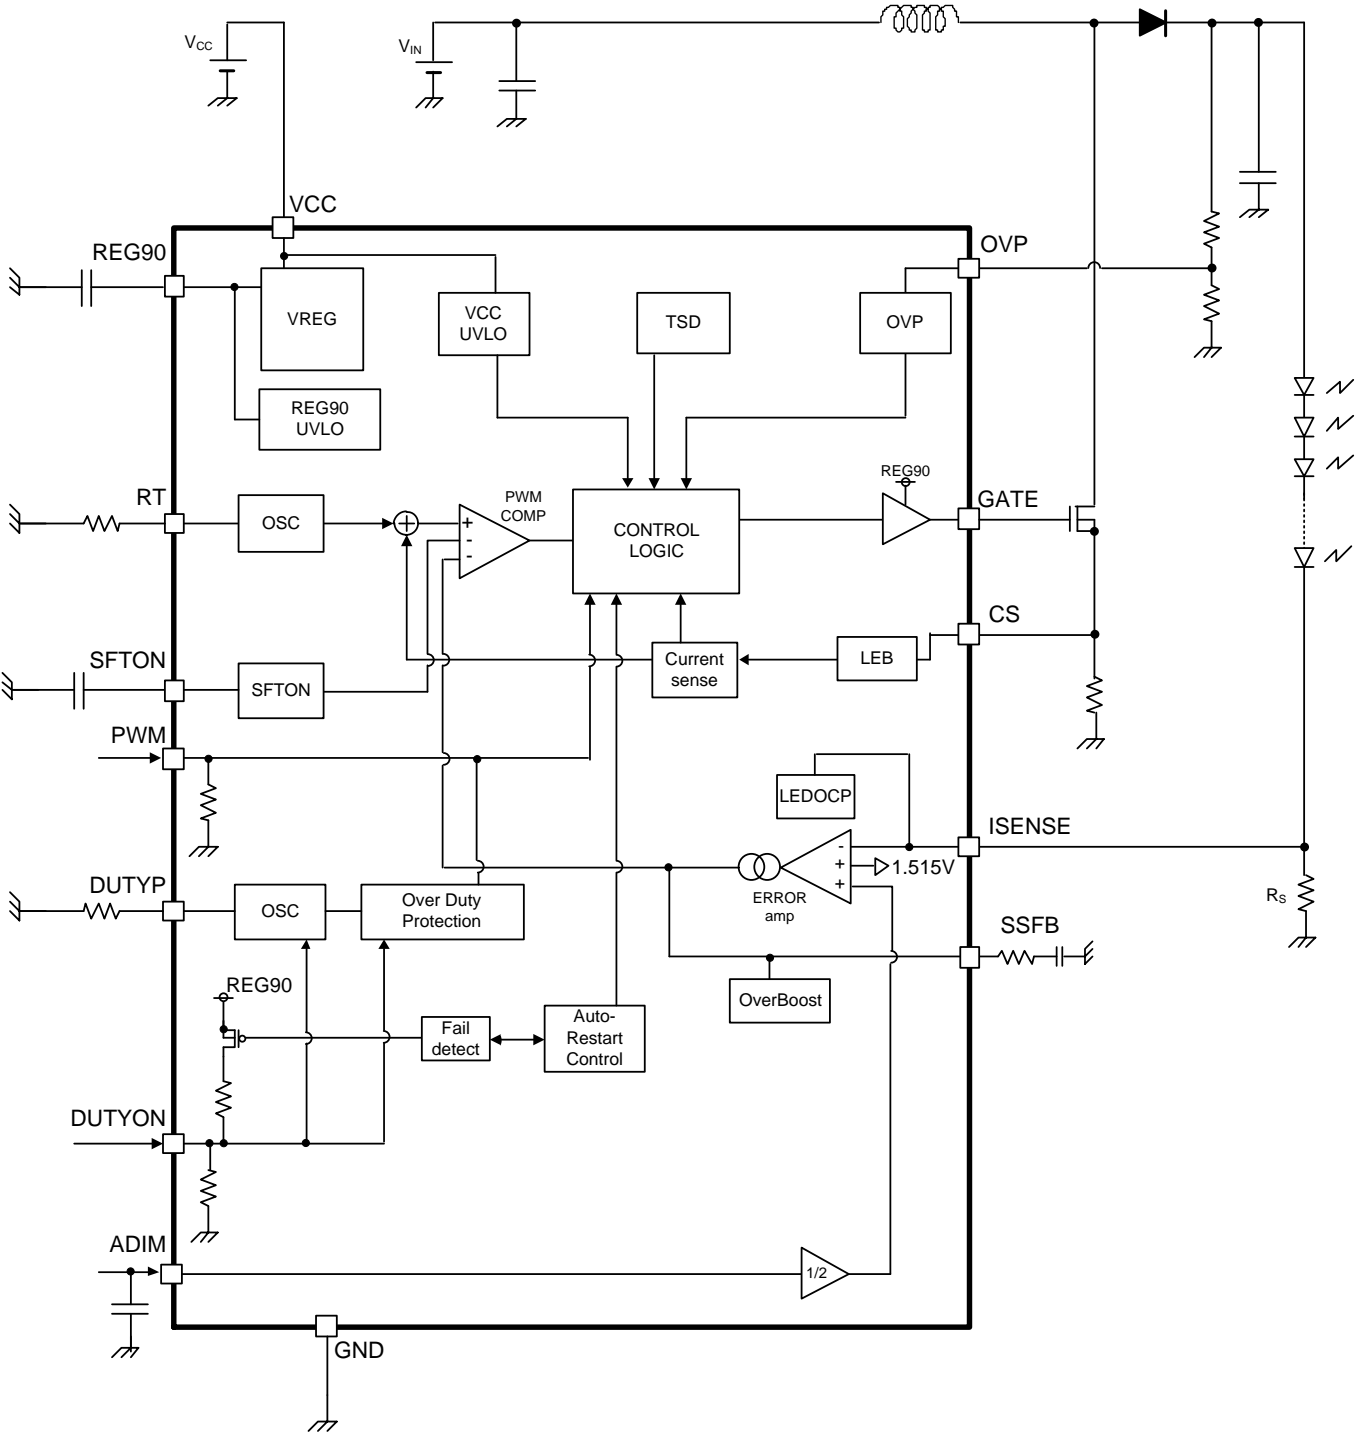 VCC
VIN
VCC
REG90
OVP
VREG
VCC
UVLO
TSD
OVP
REG90
UVLO
REG90
RT
OSC
+
-
-
PWM
COMP
CONTROL
LOGIC
GATE
CS
SFTON
SFTON
Current
sense
LEB
PWM
LEDOCP
ISENSE
-
+
+
1.515V
ERROR
amp
DUTYP
OSC
Over Duty
Protection
RS
SSFB
REG90
OverBoost
Fail
detect
Auto-
Restart
Control
DUTYON
ADIM
1/2
GND